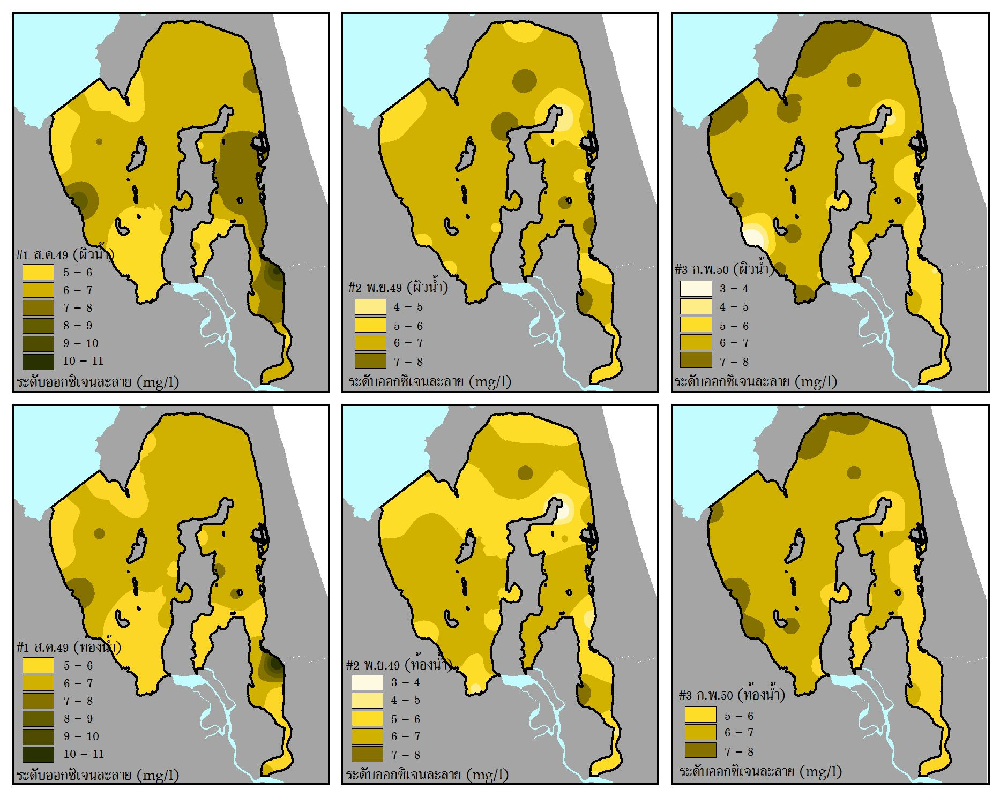 #1 ส.ค.49 (ผิวน้ำ)
5 – 6
6 – 7
7 – 8
8 – 9
9 – 10
10 – 11
ระดับออกซิเจนละลาย (mg/l)
#2 พ.ย.49 (ผิวน้ำ)
4 – 5
5 – 6
6 – 7
7 – 8
ระดับออกซิเจนละลาย (mg/l)
#3 ก.พ.50 (ผิวน้ำ)
3 – 4
4 – 5
5 – 6
6 – 7
7 – 8
ระดับออกซิเจนละลาย (mg/l)
#1 ส.ค.49 (ท้องน้ำ)
5 – 6
6 – 7
7 – 8
8 – 9
9 – 10
10 – 11
ระดับออกซิเจนละลาย (mg/l)
#2 พ.ย.49 (ท้องน้ำ)
3 – 4
4 – 5
5 – 6
6 – 7
7 – 8
ระดับออกซิเจนละลาย (mg/l)
#3 ก.พ.50 (ท้องน้ำ)
5 – 6
6 – 7
7 – 8
ระดับออกซิเจนละลาย (mg/l)